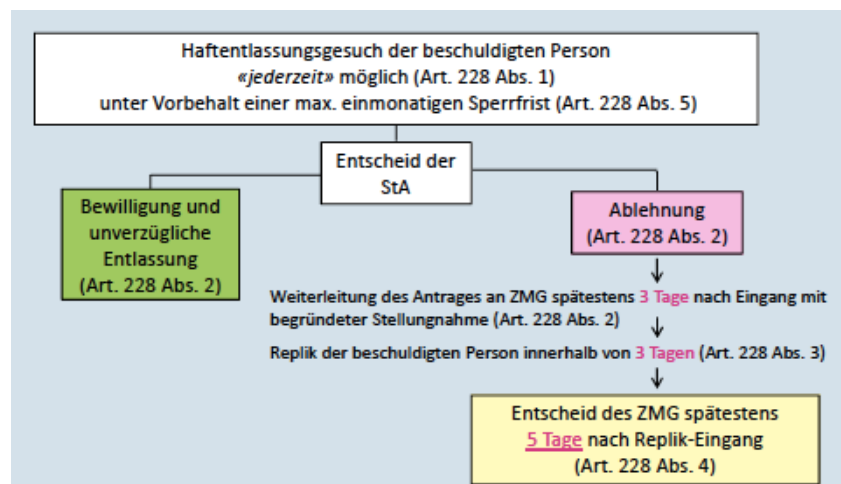 Haftentlassungsgesuch der beschuldigten Person
«jederzeit» möglich (Art. 228 Abs. 1)
unter Vorbehalt einer max. einmonatigen Sperrfrist (Art. 228 Abs. 5)
Entscheid der
StA
Bewilligung und
unverzügliche
Entlassung
(Art. 228 Abs. 2)
Ablehnung
(Art. 228 Abs. 2)
Weiterleitung des Antrages an ZMG spätestens 3 Tage nach Eingang mit
begründeter Stellungnahme (Art. 228 Abs. 2)
Replik der beschuldigten Person innerhalb von 3 Tagen (Art. 228 Abs. 3)
Entscheid des ZMG spätestens
5 Tage nach Replik-Eingang
(Art. 228 Abs. 4)